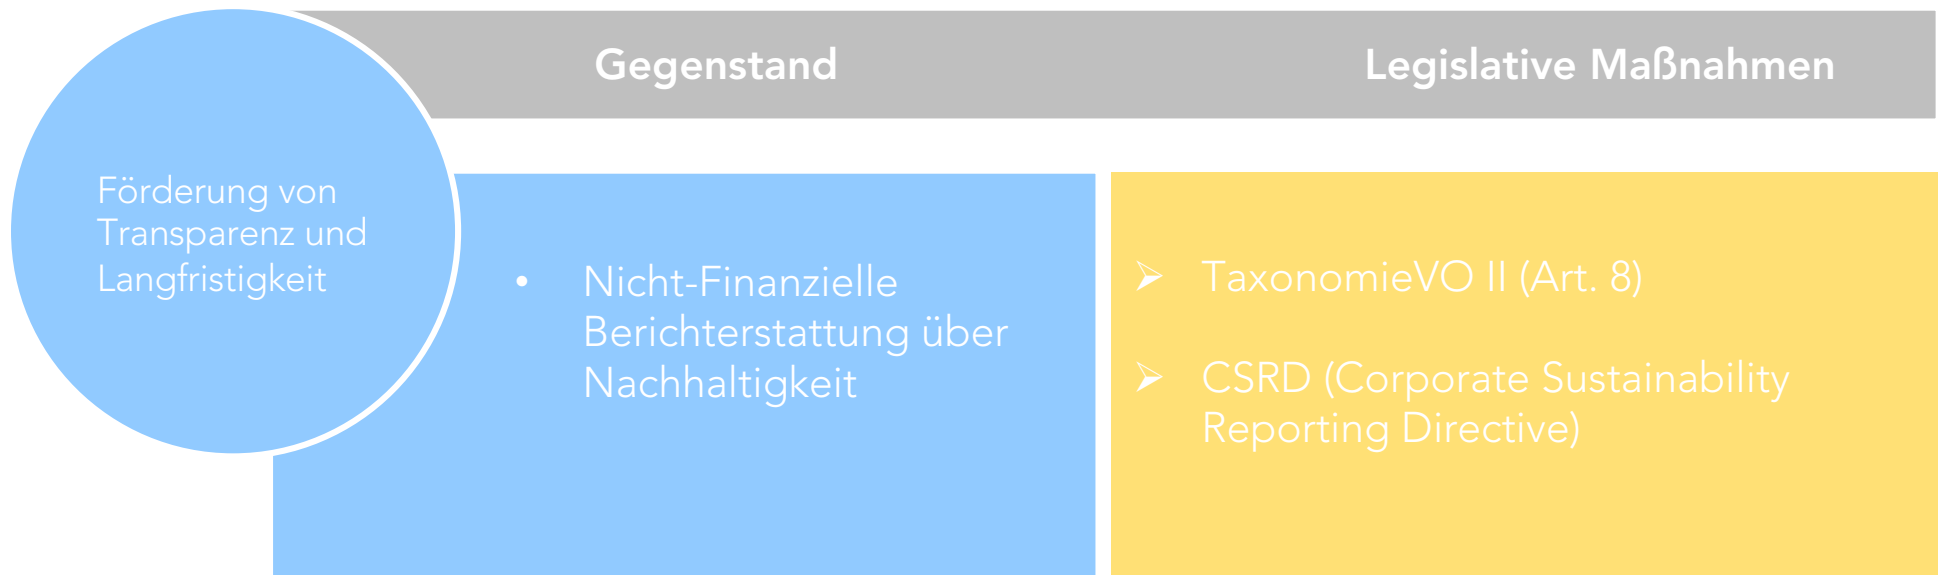 Gegenstand
Legislative Maßnahmen
Förderung von
Transparenz und
Langfristigkeit
• Nicht-Finanzielle
Berichterstattung über
Nachhaltigkeit
➢ TaxonomieVO II (Art. 8)
➢ CSRD (Corporate Sustainability
Reporting Directive)